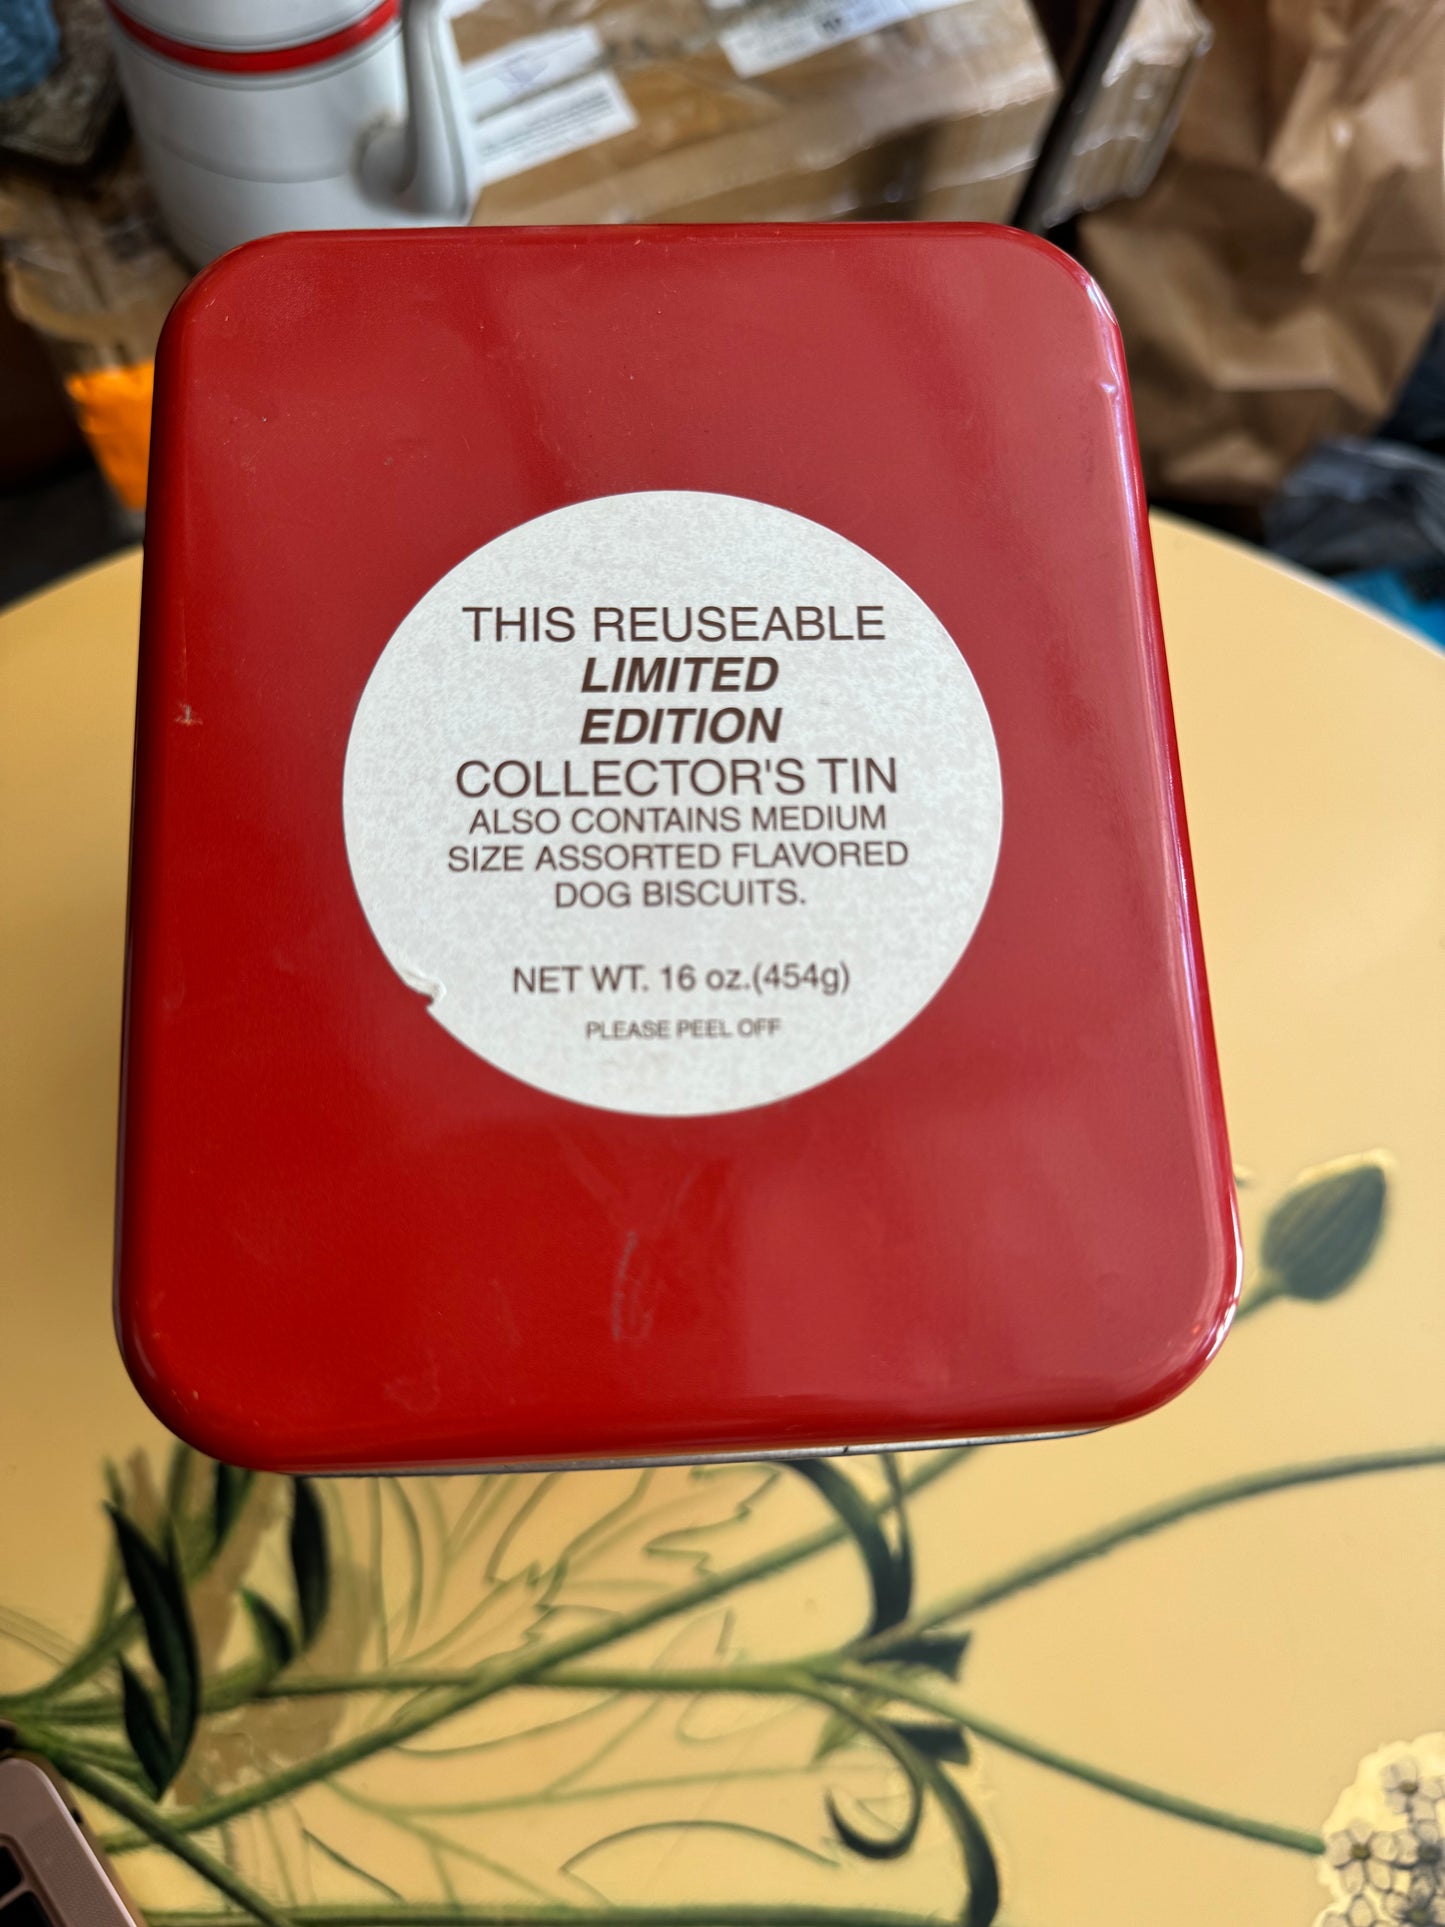 THIS REUSEABLE
LIMITED
EDITION
COLLECTOR'S TIN
ALSO CONTAINS MEDIUM
SIZE ASSORTED FLAVORED
DOG BISCUITS.
NET WT. 16 oz.(454g)
PLEASE PEEL OFF